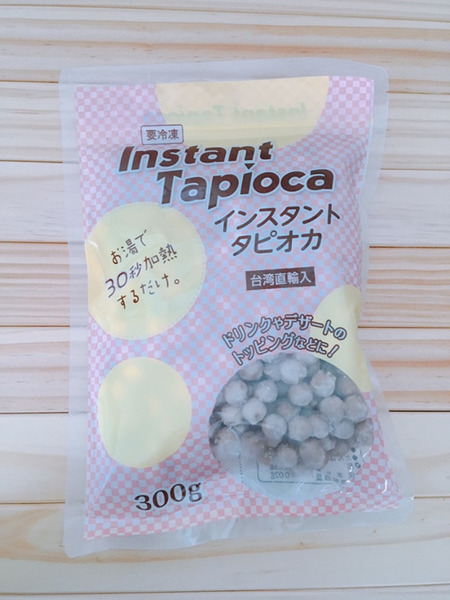 要冷凍
Instant
Tapioca
インスタント
タピオカ
お湯で
30秒加熱
するだけ。
台湾直輸入
ドリンクやデザートの
トッピングなどに!
300g